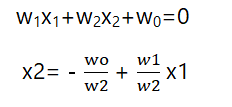 w₁x₁+w₂x₂+w₀=0
x2= - wo/w2 + w1/w2 x1